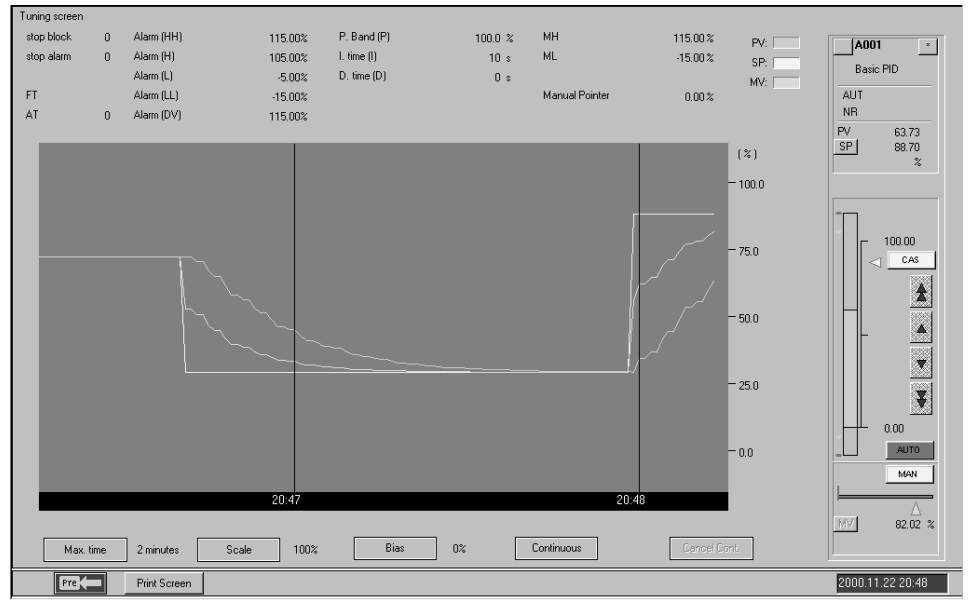 Tuning screen
stop block 0 Alarm (HH) 115.00% P. Band (P) 100.0 % MH 115.00 % PV:
stop alarm 0 Alarm (H) 105.00% I. time (I) 10 s ML -15.00 % SP:
Alarm (L) -5.00% D. time (D) 0 s MV:
FT Alarm (LL) -15.00% Manual Pointer 0.00 %
AT 0 Alarm (DV) 115.00%
A001 *
Basic PID
AUT
NR
PV 63.73
SP 88.70
%
(%)
100.0
75.0
50.0
25.0
0.0
20:47 20:48
100.00
CAS
0.00
AUTO
MAN
MV 82.02 %
Max. time 2 minutes Scale 100% Bias 0% Continuous Cancel Cont.
Pre Print Screen 2000.11.22 20:48